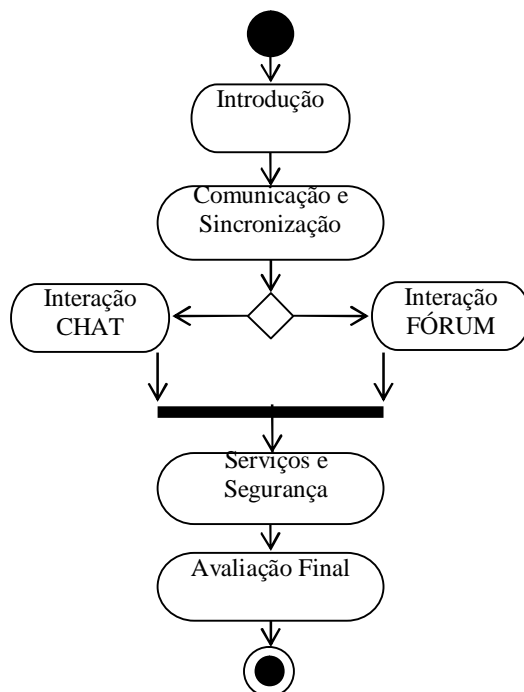 Introdução
Comunicação e
Sincronização
Interação
CHAT
Interação
FÓRUM
Serviços e
Segurança
Avaliação Final